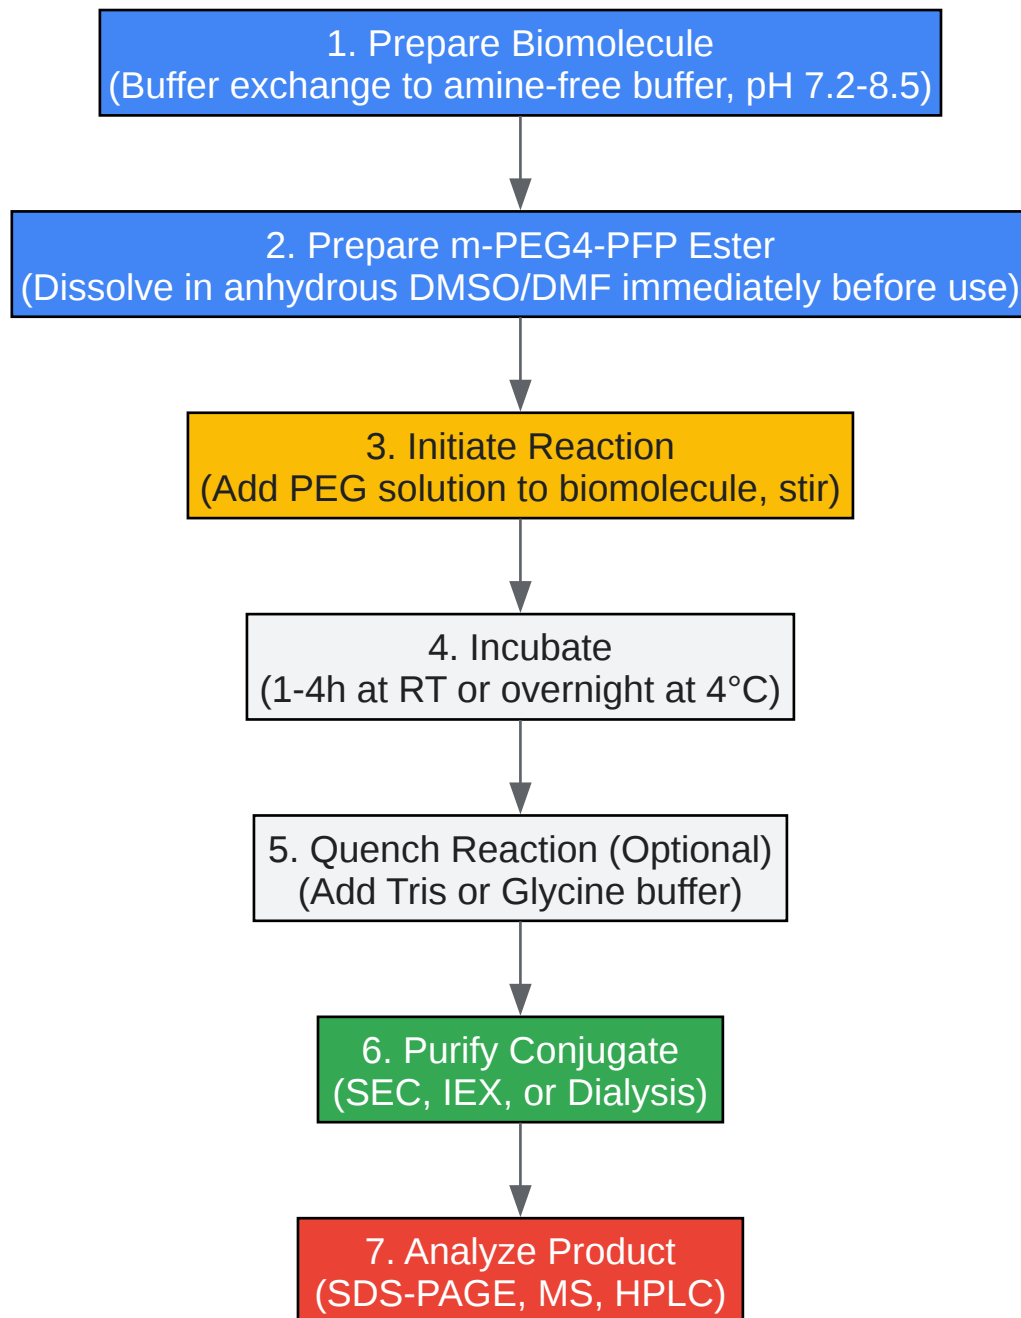 1. Prepare Biomolecule
(Buffer exchange to amine-free buffer, pH 7.2-8.5)
2. Prepare m-PEG4-PFP Ester
(Dissolve in anhydrous DMSO/DMF immediately before use)
3. Initiate Reaction
(Add PEG solution to biomolecule, stir)
4. Incubate
(1-4h at RT or overnight at 4°C)
5. Quench Reaction (Optional)
(Add Tris or Glycine buffer)
6. Purify Conjugate
(SEC, IEX, or Dialysis)
7. Analyze Product
(SDS-PAGE, MS, HPLC)